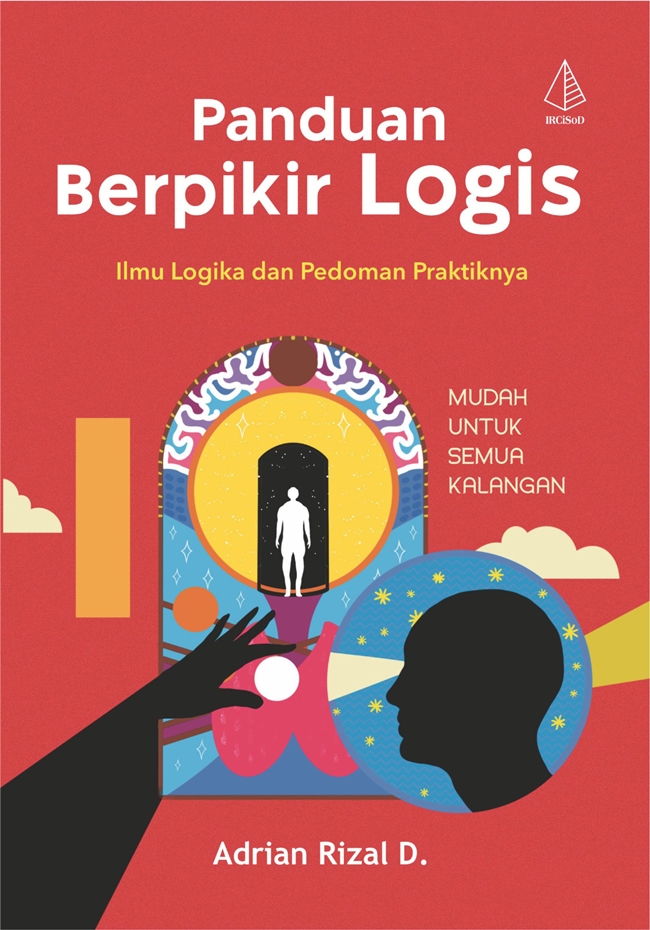 IRCiSoD
Panduan
Berpikir Logis
Ilmu Logika dan Pedoman Praktiknya
MUDAH
UNTUK
SEMUA
KALANGAN
Adrian Rizal D.